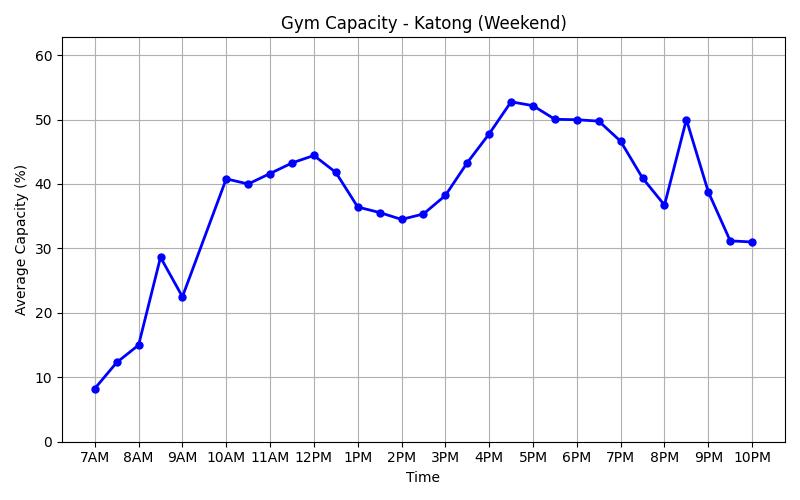 Gym Capacity - Katong (Weekend)
60
50
40
30
20
10
0
Average Capacity (%)
7AM 8AM 9AM 10AM 11AM 12PM 1PM 2PM 3PM 4PM 5PM 6PM 7PM 8PM 9PM 10PM
Time